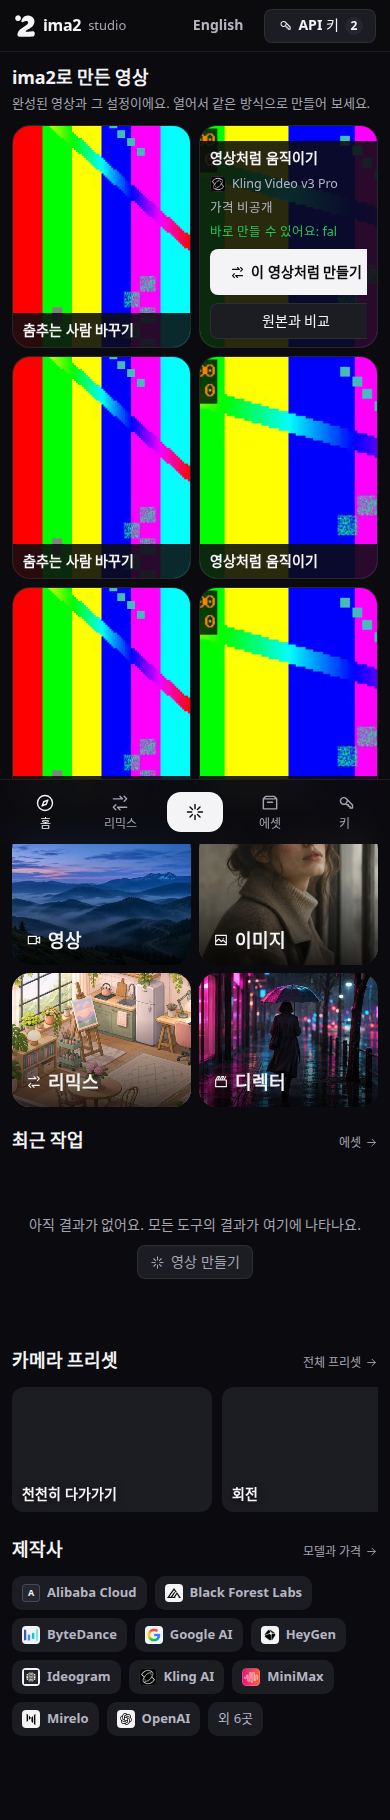 ima2 studio English API 키 2
ima2로 만든 영상
완성된 영상과 그 설정이에요. 열어서 같은 방식으로 만들어 보세요.
춤추는 사람 바꾸기
영상처럼 움직이기
Kling Video v3 Pro
가격 비공개
바로 만들 수 있어요: fal
이 영상처럼 만들기
원본과 비교
춤추는 사람 바꾸기
영상처럼 움직이기
홈 리믹스 에셋 키
영상 이미지
리믹스 디렉터
최근 작업 에셋 →
아직 결과가 없어요. 모든 도구의 결과가 여기에 나타나요.
영상 만들기
카메라 프리셋 전체 프리셋 →
천천히 다가가기 회전
제작사 모델과 가격 →
Alibaba Cloud Black Forest Labs
ByteDance Google AI HeyGen
Ideogram Kling AI MiniMax
Mirelo OpenAI 외 6곳